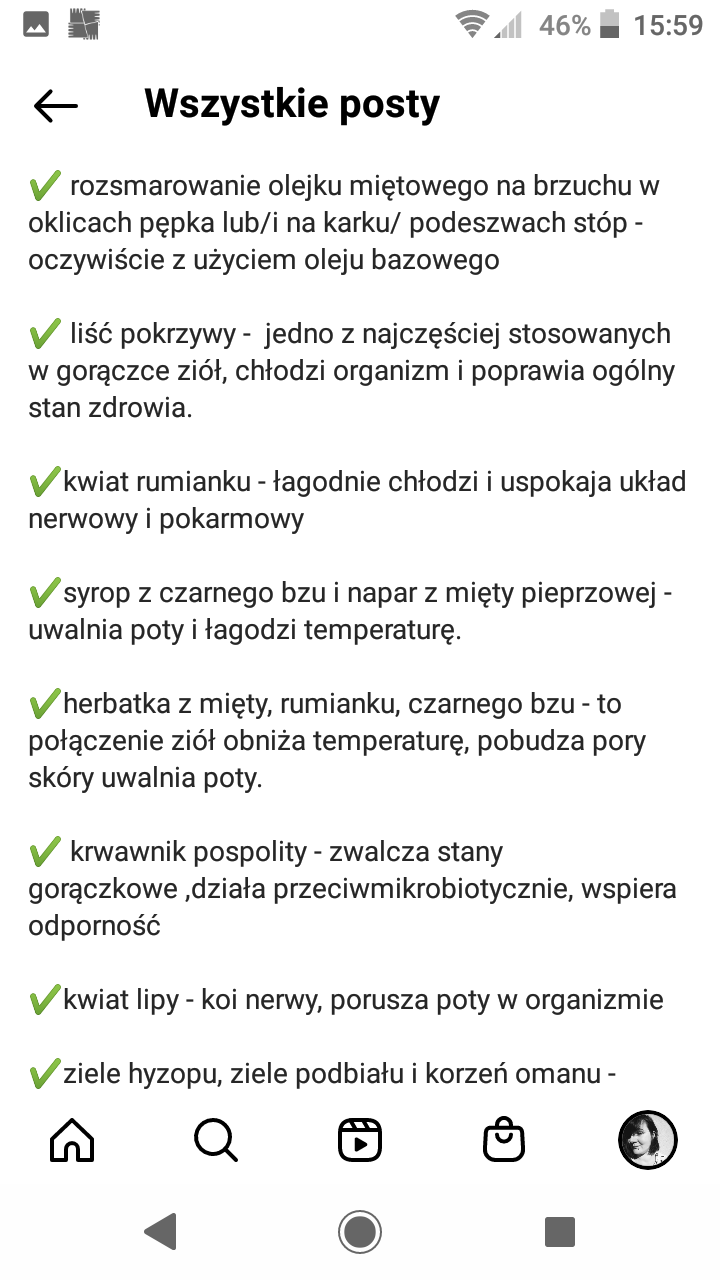 46% 15:59
Wszystkie posty
✔ rozsmarowanie olejku miętowego na brzuchu w
oklicach pępka lub/i na karku/ podeszwach stóp -
oczywiście z użyciem oleju bazowego
✔ liść pokrzywy -  jedno z najczęściej stosowanych
w gorączce ziół, chłodzi organizm i poprawia ogólny
stan zdrowia.
✔kwiat rumianku - łagodnie chłodzi i uspokaja układ
nerwowy i pokarmowy
✔syrop z czarnego bzu i napar z mięty pieprzowej -
uwalnia poty i łagodzi temperaturę.
✔herbatka z mięty, rumianku, czarnego bzu - to
połączenie ziół obniża temperaturę, pobudza pory
skóry uwalnia poty.
✔ krwawnik pospolity - zwalcza stany
gorączkowe ,działa przeciwmikrobiotycznie, wspiera
odporność
✔kwiat lipy - koi nerwy, porusza poty w organizmie
✔ziele hyzopu, ziele podbiału i korzeń omanu -